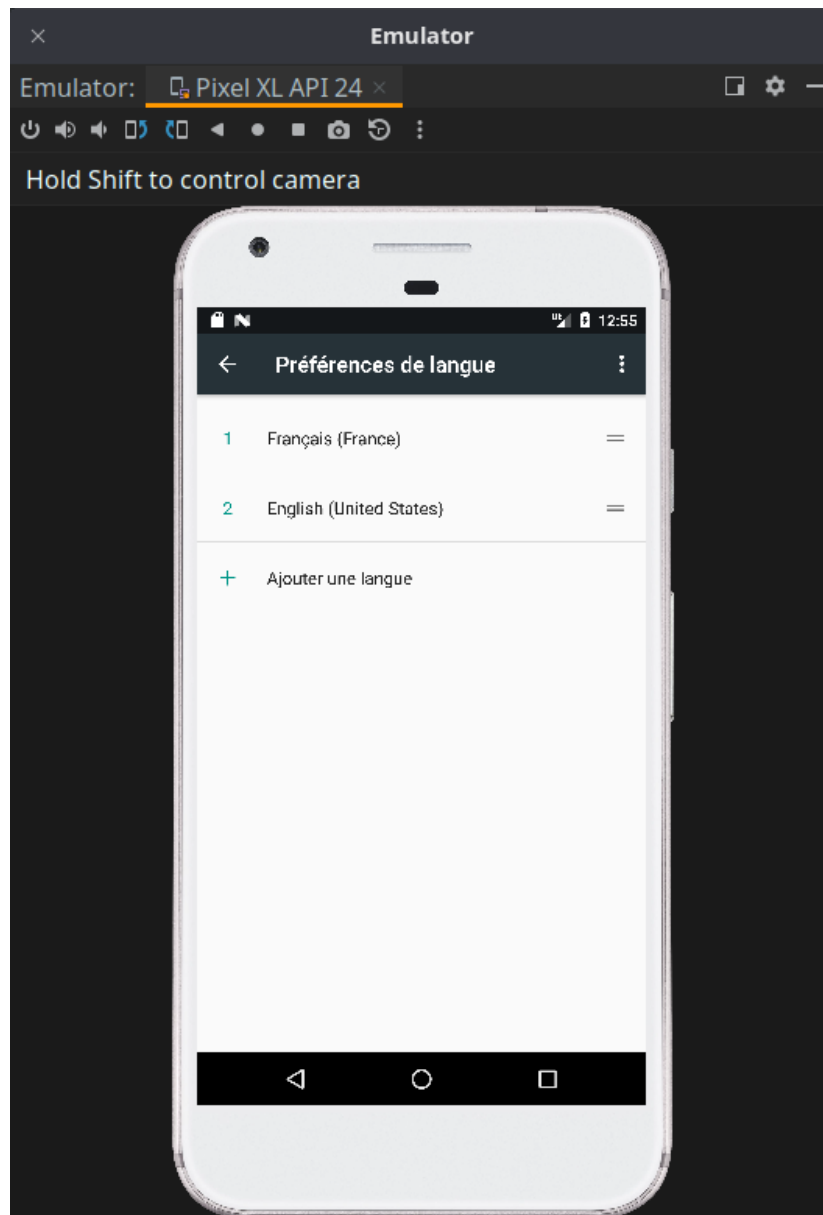 Emulator
Emulator: Pixel XL API 24
Hold Shift to control camera
12:55
Préférences de langue
1 Français (France)
2 English (United States)
+ Ajouter une langue